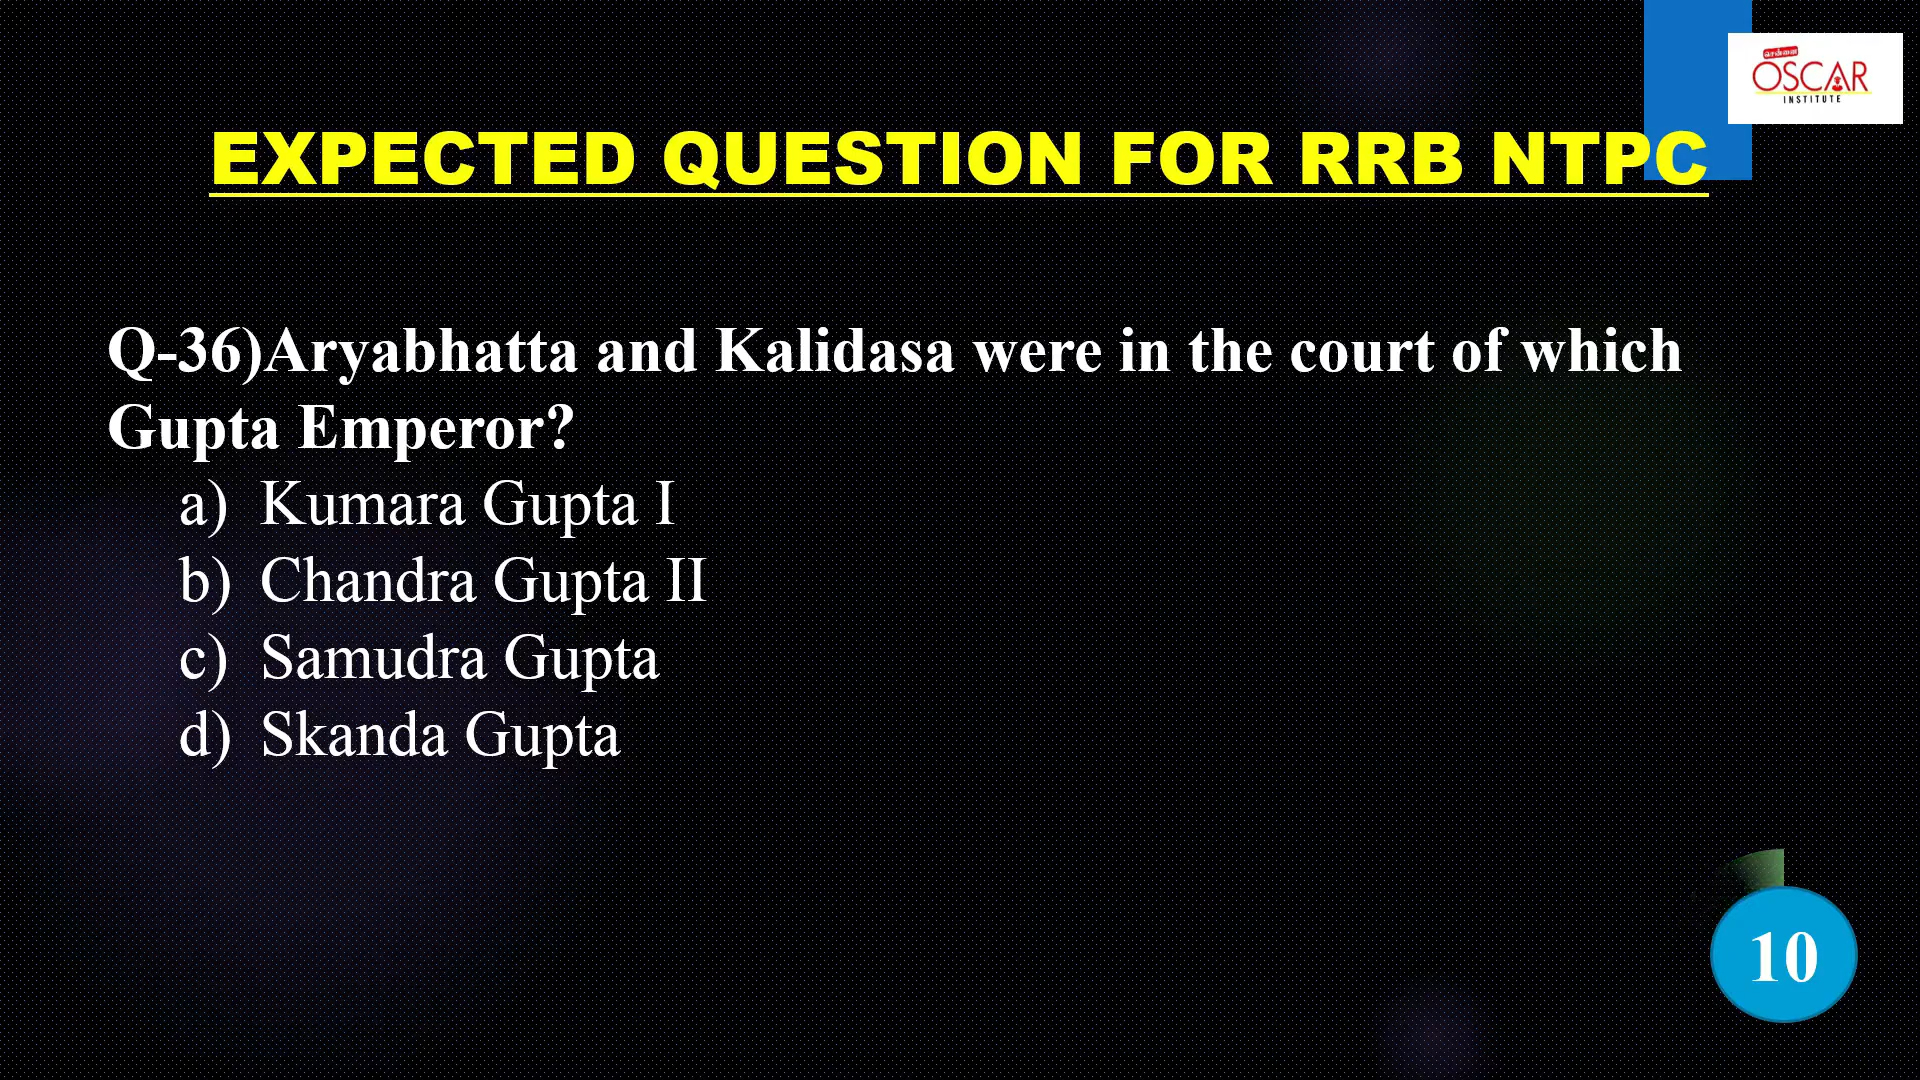 சென்னை
OSCAR
INSTITUTE
EXPECTED QUESTION FOR RRB NTPC
Q-36)Aryabhatta and Kalidasa were in the court of which
Gupta Emperor?
a) Kumara Gupta I
b) Chandra Gupta II
c) Samudra Gupta
d) Skanda Gupta
10